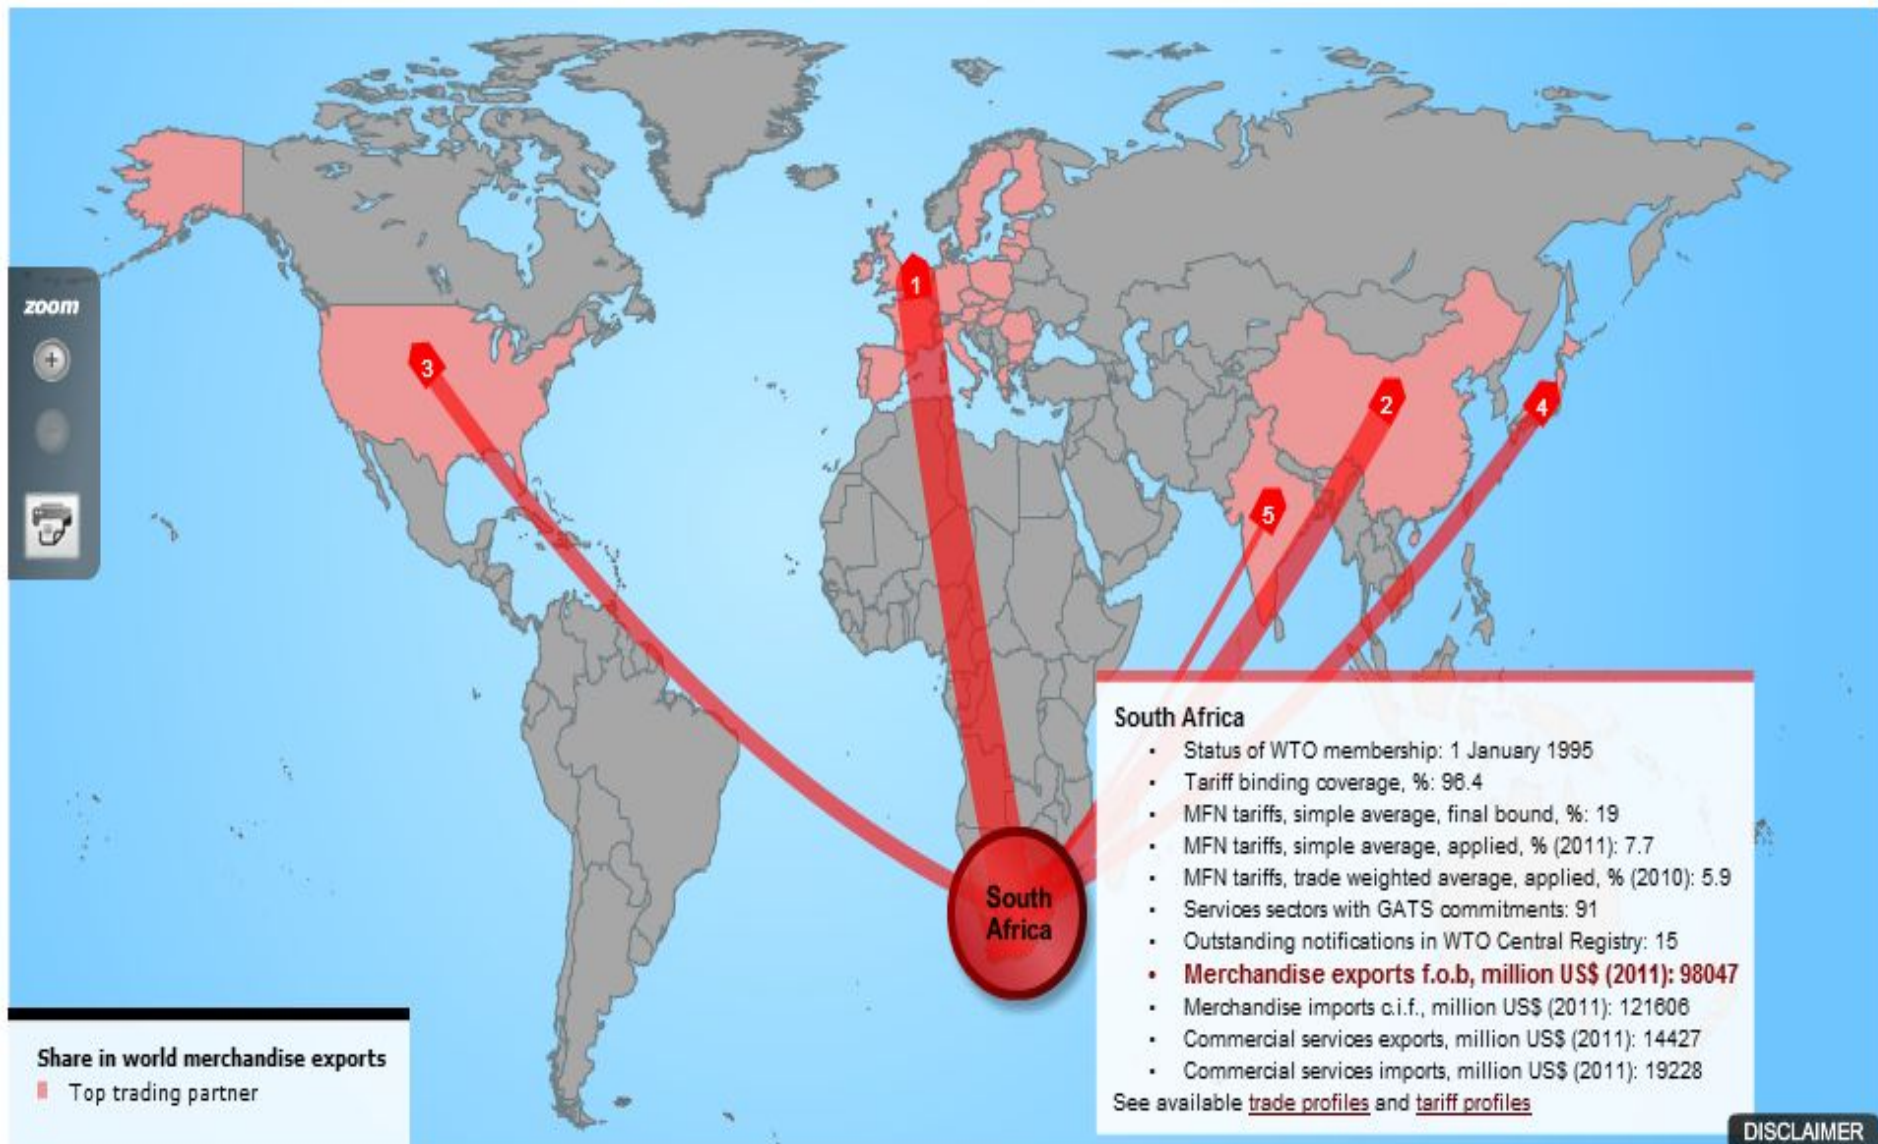 zoom
1
3
2
4
5
South
Africa
South Africa
• Status of WTO membership: 1 January 1995
• Tariff binding coverage, %: 96.4
• MFN tariffs, simple average, final bound, %: 19
• MFN tariffs, simple average, applied, % (2011): 7.7
• MFN tariffs, trade weighted average, applied, % (2010): 5.9
• Services sectors with GATS commitments: 91
• Outstanding notifications in WTO Central Registry: 15
• Merchandise exports f.o.b, million US$ (2011): 98047
• Merchandise imports c.i.f., million US$ (2011): 121606
• Commercial services exports, million US$ (2011): 14427
• Commercial services imports, million US$ (2011): 19228
See available trade profiles and tariff profiles
Share in world merchandise exports
Top trading partner
DISCLAIMER